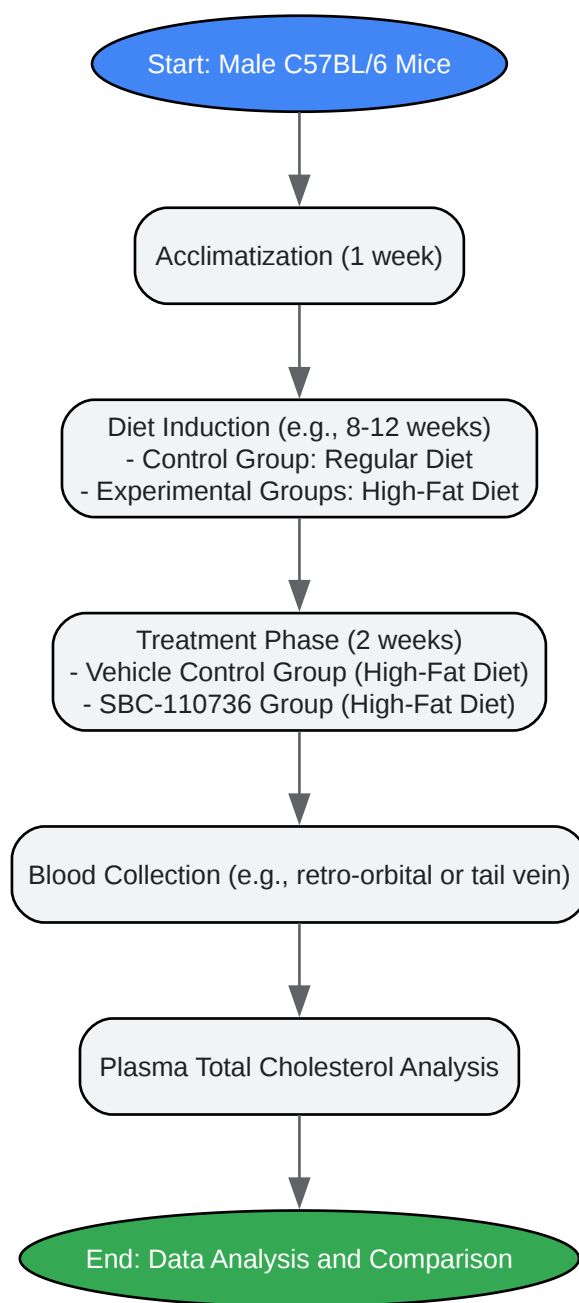 Start: Male C57BL/6 Mice
Acclimatization (1 week)
Diet Induction (e.g., 8-12 weeks)
- Control Group: Regular Diet
- Experimental Groups: High-Fat Diet
Treatment Phase (2 weeks)
- Vehicle Control Group (High-Fat Diet)
- SBC-110736 Group (High-Fat Diet)
Blood Collection (e.g., retro-orbital or tail vein)
Plasma Total Cholesterol Analysis
End: Data Analysis and Comparison